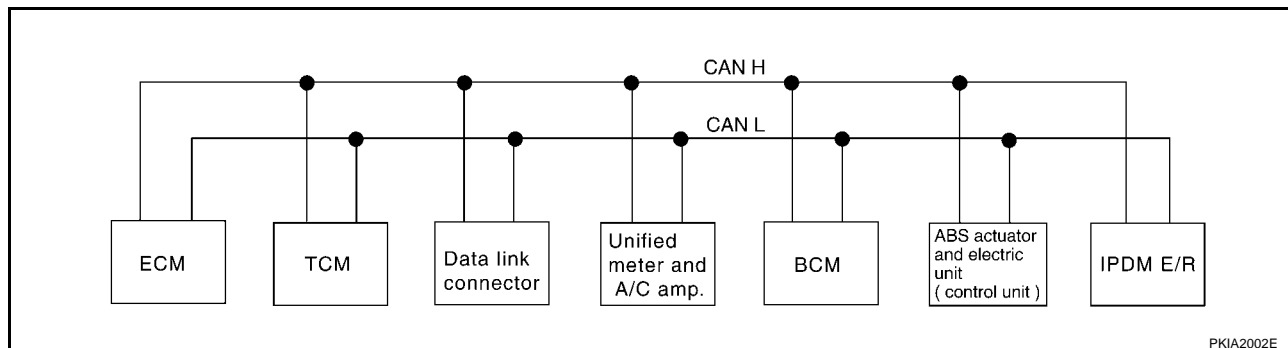 CAN H
CAN L
ECM
TCM
Data link
connector
Unified
meter and
A/C amp.
BCM
ABS actuator
and electric
unit
( control unit )
IPDM E/R
PKIA2002E